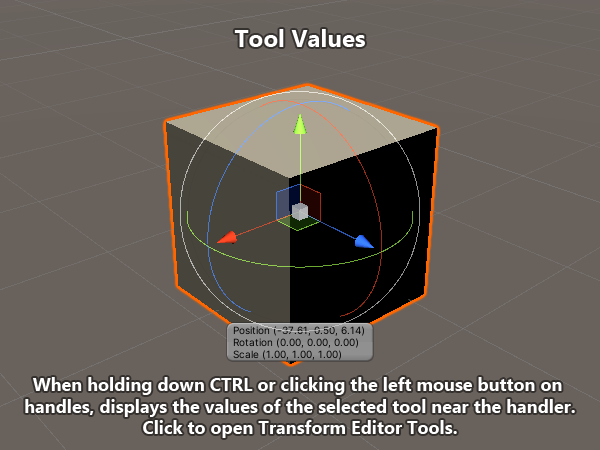 Tool Values
Position (-37.61, 0.50, 6.14)
Rotation (0.00, 0.00, 0.00)
Scale (1.00, 1.00, 1.00)
When holding down CTRL or clicking the left mouse button on
handles, displays the values of the selected tool near the handler.
Click to open Transform Editor Tools.